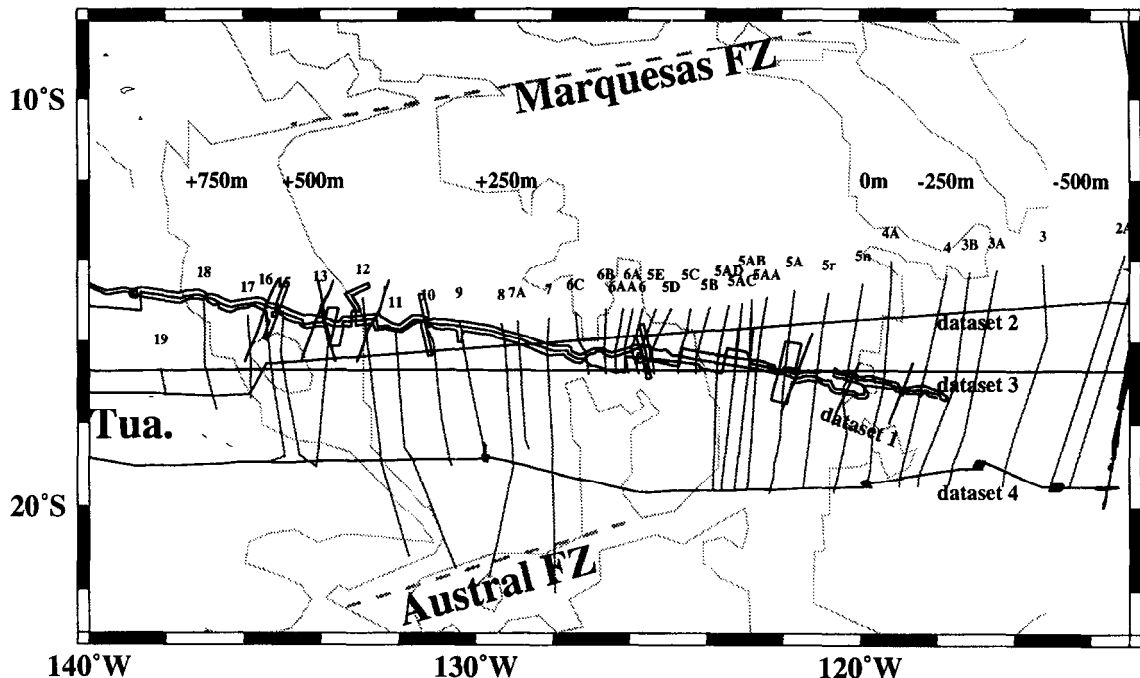 Marquesas FZ
10°S
+750m
+500m
+250m
0m
-250m
-500m
2A
4A
4
3B
3A
3
5n
5r
5A
5AB
5AA
5AD
5AC
5B
5C
5D
5E
6A
6
6AA
6B
6C
7
7A
8
9
10
11
12
13
15
16
17
18
19
dataset 2
dataset 3
dataset 1
dataset 4
Tua.
20°S
Austral FZ
140°W
130°W
120°W